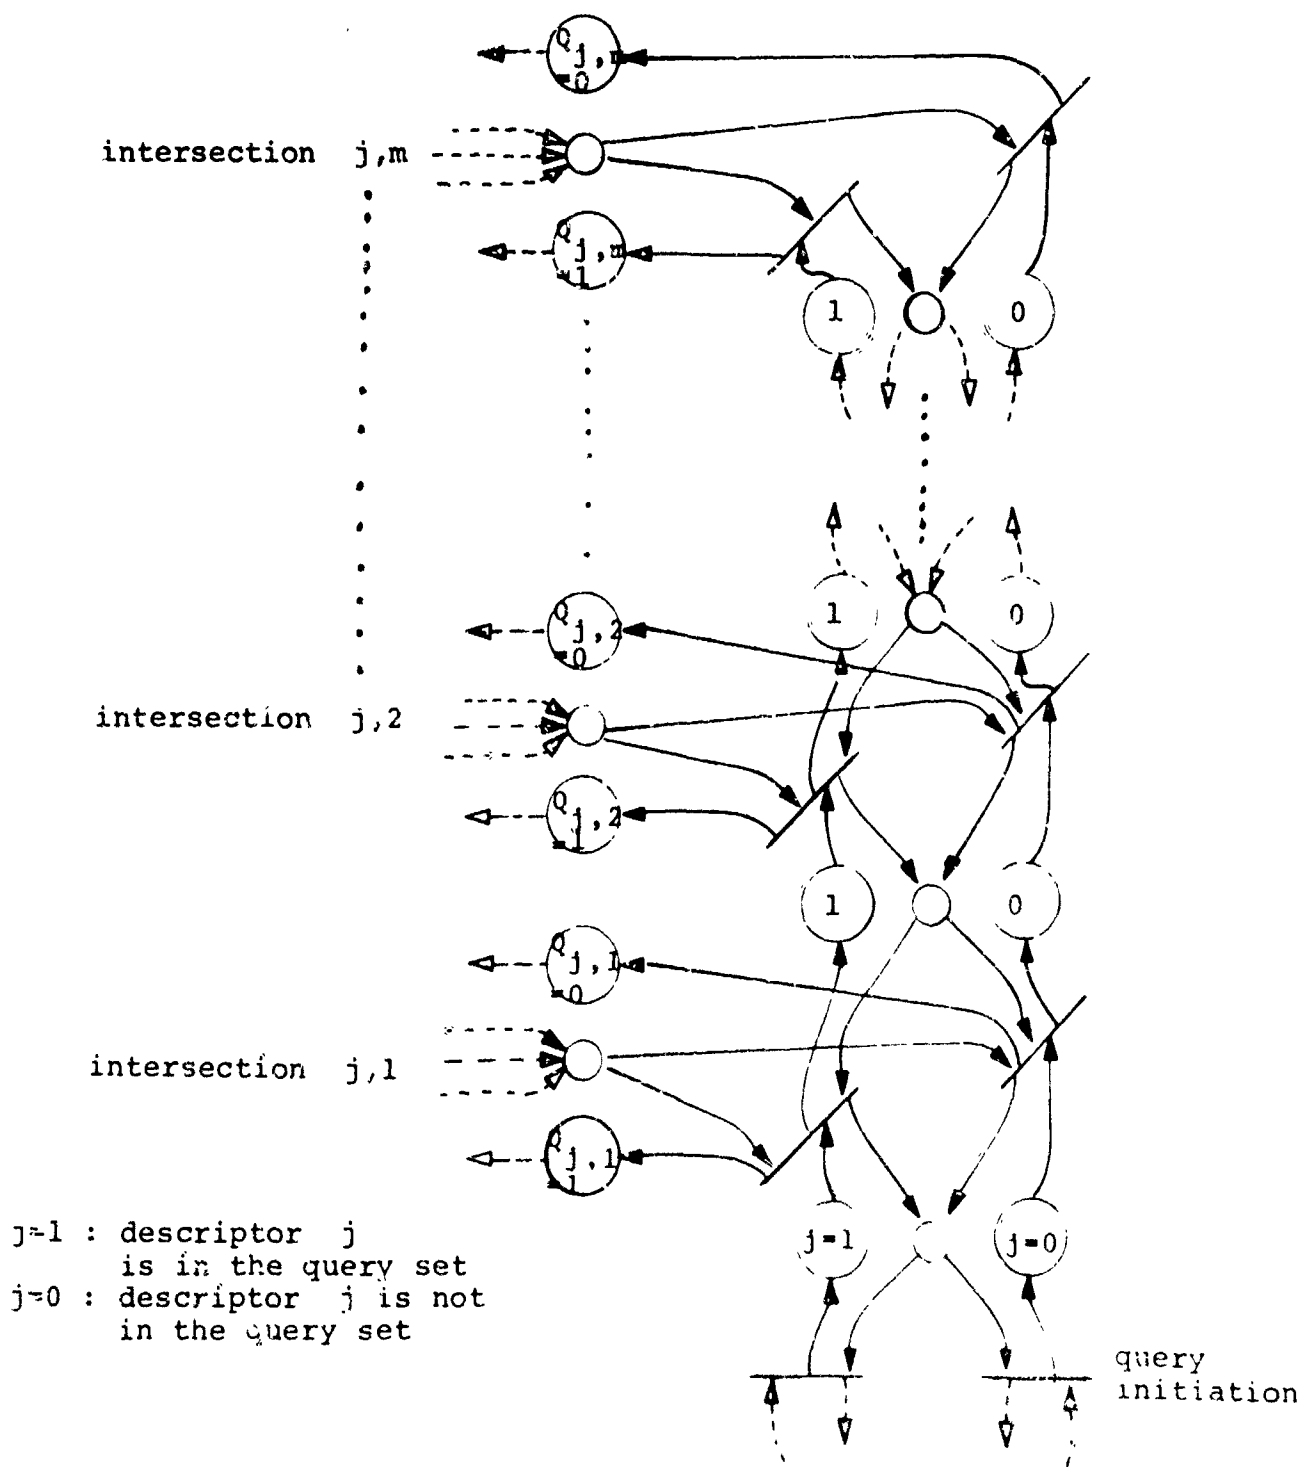 Q
j,m
=0
intersection j,m
Q
j,m
=1
1
0
1
0
Q
j,2
=0
intersection j,2
Q
j,2
=1
1
0
Q
j,1
=0
intersection j,1
Q
j,1
=1
j=1
j=0
j=1 : descriptor j
is in the query set
j=0 : descriptor j is not
in the query set
query
initiation